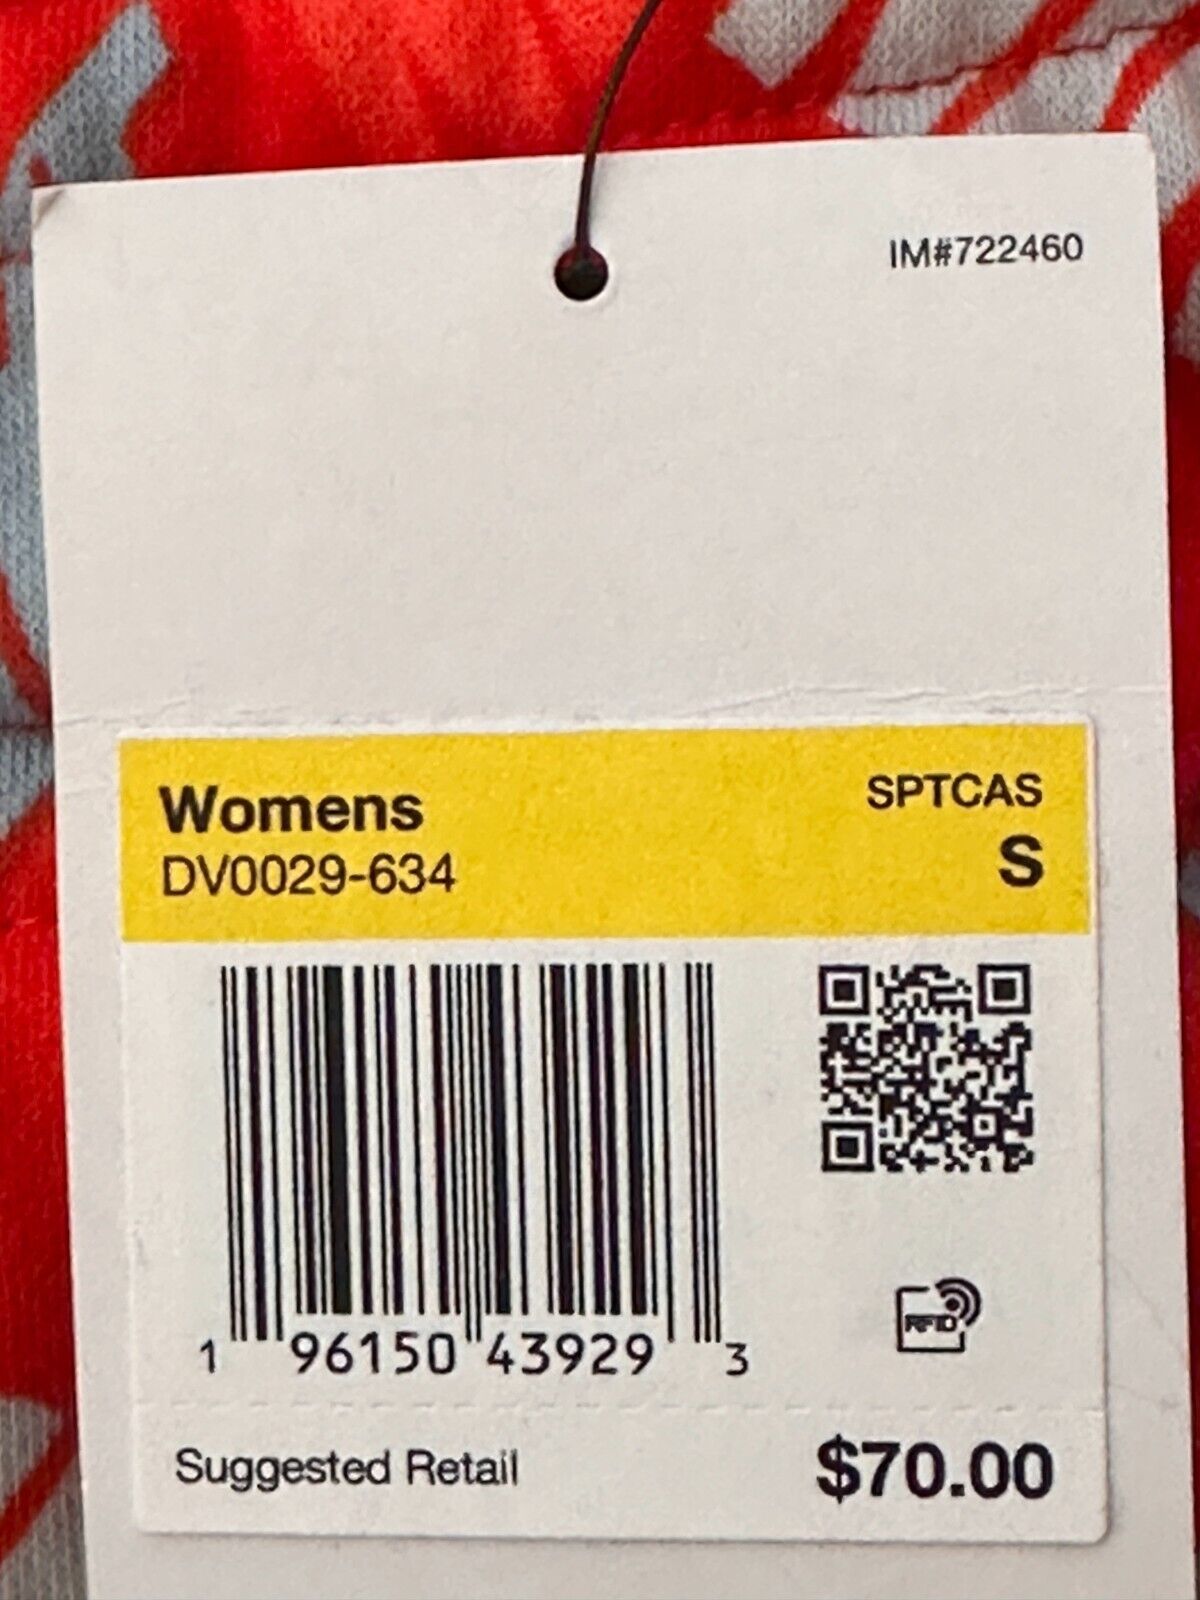 IM#722460
Womens
SPTCAS
DV0029-634
S
1 96150 43929 3
RFID
Suggested Retail
$70.00